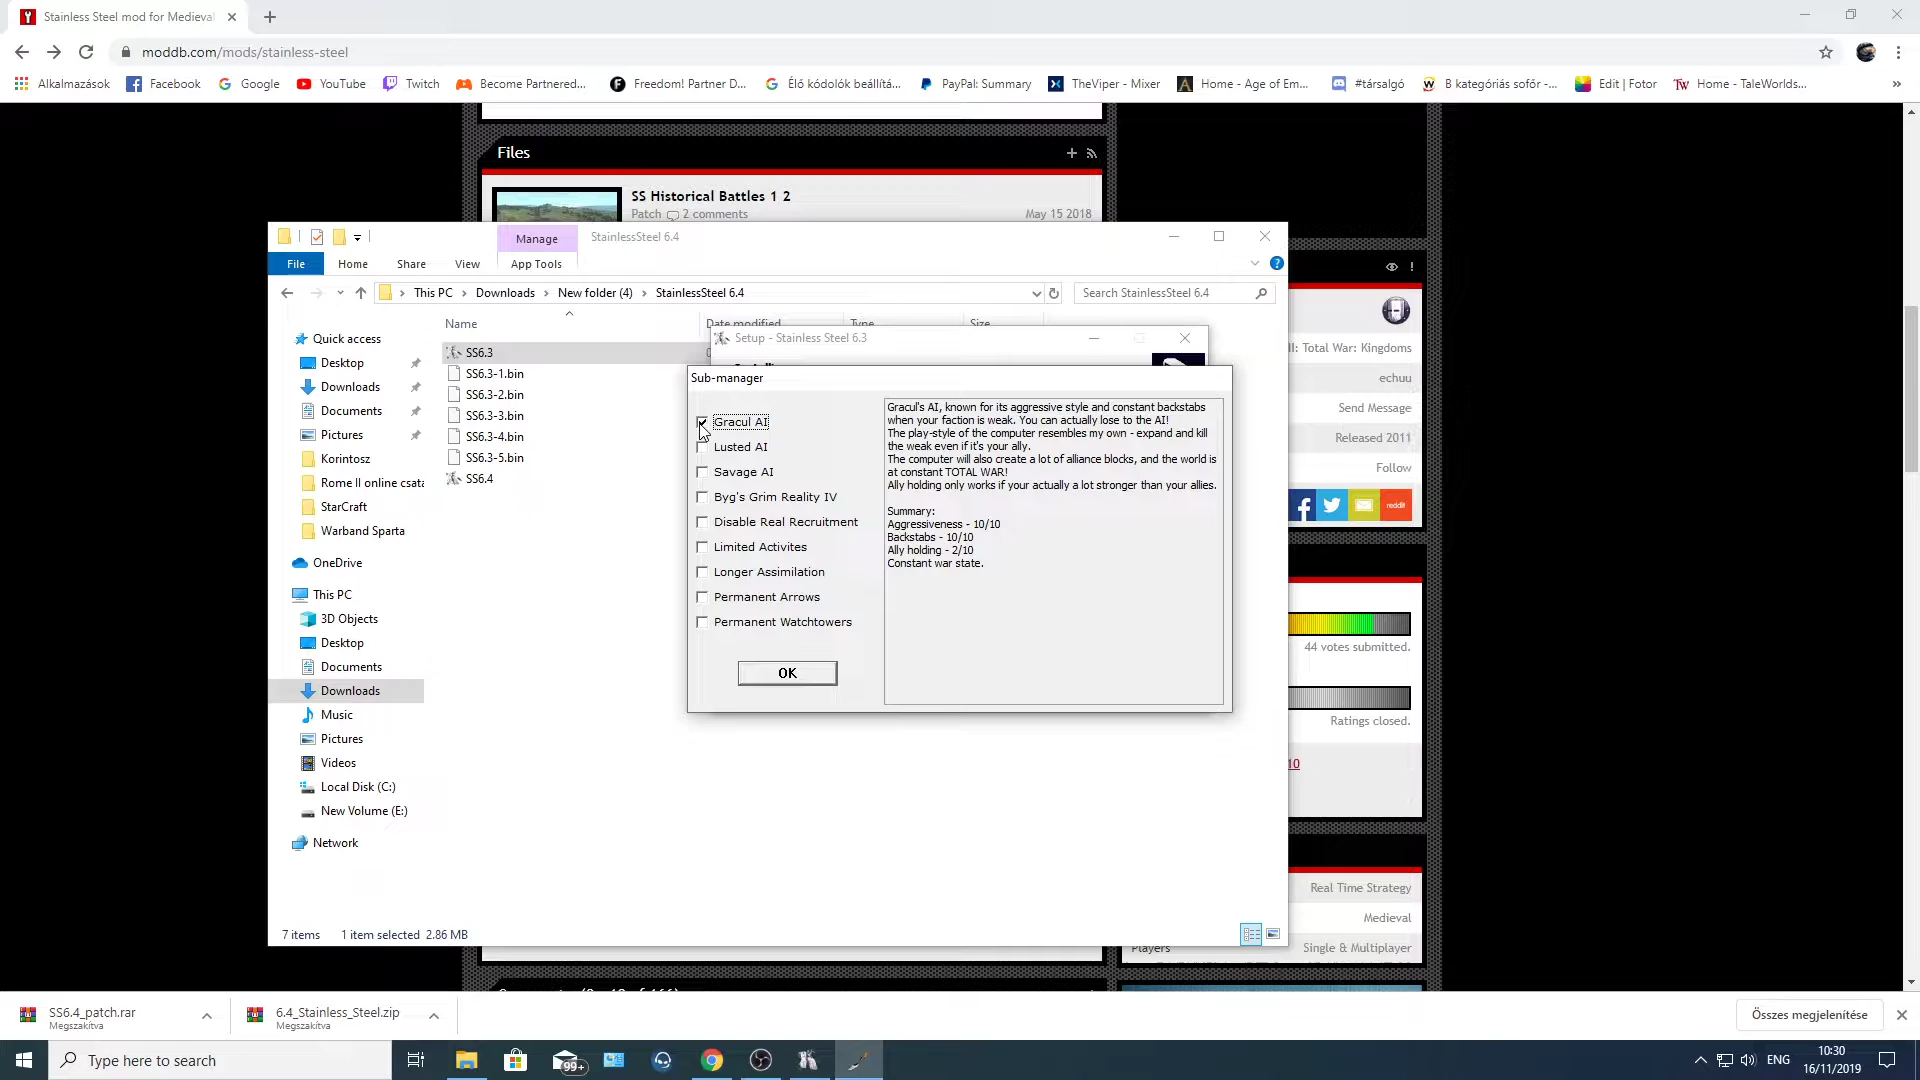 Stainless Steel mod for Medieval
moddb.com/mods/stainless-steel
Alkalmazások
Facebook
Google
YouTube
Twitch
Become Partnered...
Freedom! Partner D...
Élő kódolók beállítá...
PayPal: Summary
TheViper - Mixer
Home - Age of Em...
#társalgó
B kategóriás sofőr -...
Edit | Fotor
Home - TaleWorlds...
»
Files
SS Historical Battles 1 2
Patch 2 comments
May 15 2018
Manage
StainlessSteel 6.4
File
Home
Share
View
App Tools
This PC
Downloads
New folder (4)
StainlessSteel 6.4
Search StainlessSteel 6.4
Name
Date modified
Type
Size
Quick access
Desktop
Downloads
Documents
Pictures
Korintosz
Rome II online csata
StarCraft
Warband Sparta
OneDrive
This PC
3D Objects
Desktop
Documents
Downloads
Music
Pictures
Videos
Local Disk (C:)
New Volume (E:)
Network
SS6.3
SS6.3-1.bin
SS6.3-2.bin
SS6.3-3.bin
SS6.3-4.bin
SS6.3-5.bin
SS6.4
7 items
1 item selected 2.86 MB
Setup - Stainless Steel 6.3
Sub-manager
Gracul AI
Lusted AI
Savage AI
Byg's Grim Reality IV
Disable Real Recruitment
Limited Activites
Longer Assimilation
Permanent Arrows
Permanent Watchtowers
OK
Gracul's AI, known for its aggressive style and constant backstabs
when your faction is weak. You can actually lose to the AI!
The play-style of the computer resembles my own - expand and kill
the weak even if it's your ally.
The computer will also create a lot of alliance blocks, and the world is
at constant TOTAL WAR!
Ally holding only works if your actually a lot stronger than your allies.
Summary:
Aggressiveness - 10/10
Backstabs - 10/10
Ally holding - 2/10
Constant war state.
II: Total War: Kingdoms
echuu
Send Message
Released 2011
Follow
reddit
44 votes submitted.
Ratings closed.
10
Real Time Strategy
Medieval
Players
Single & Multiplayer
SS6.4_patch.rar
Megszakítva
6.4_Stainless_Steel.zip
Megszakítva
Összes megjelenítése
Type here to search
99+
ENG
10:30
16/11/2019